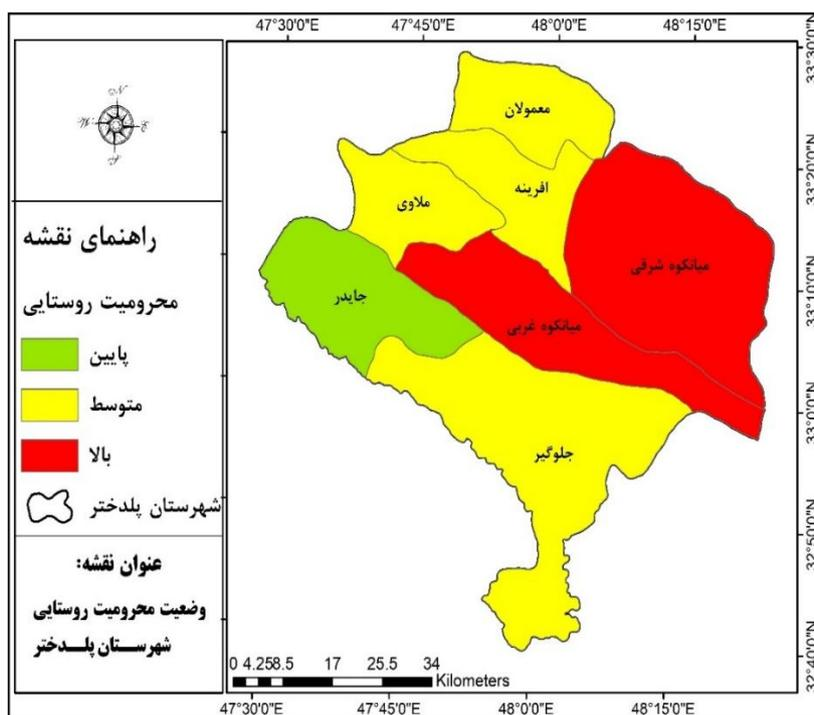 47°30'0"E 47°45'0"E 48°0'0"E 48°15'0"E
N
W E
S
راهنمای نقشه
محرومیت روستایی
پایین
متوسط
بالا
شهرستان پلدختر
عنوان نقشه:
وضعیت محرومیت روستایی
شهرستان پلدختر
معمولان
افرینه
ملاوی
میانکوه شرقی
جایدر
میانکوه غربی
جلوگیر
33°30'0"N
33°20'0"N
33°10'0"N
33°0'0"N
32°50'0"N
32°40'0"N
0 4.258.5 17 25.5 34
Kilometers
47°30'0"E 47°45'0"E 48°0'0"E 48°15'0"E